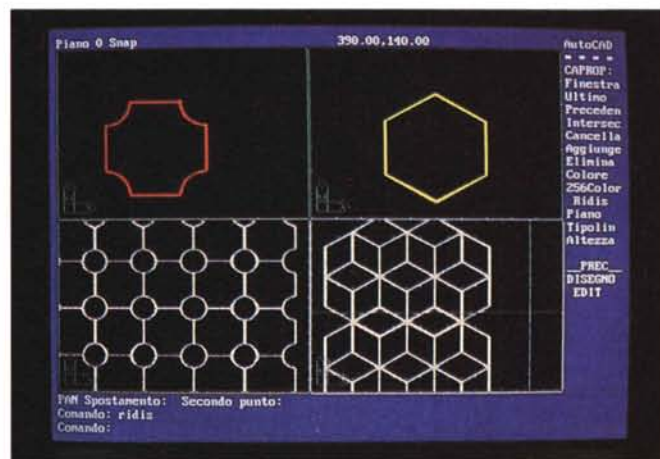 Piano 0 Snap
390.00,140.00
AutoCAD
* * * *
CAPROP:
Finestra
Ultimo
Preceden
Intersec
Cancella
Aggiunge
Elimina
Colore
256Color
Ridis
Piano
Tipolin
Altezza
__PREC__
DISEGNO
EDIT
PAN Spostamento: Secondo punto:
Comando: ridis
Comando: